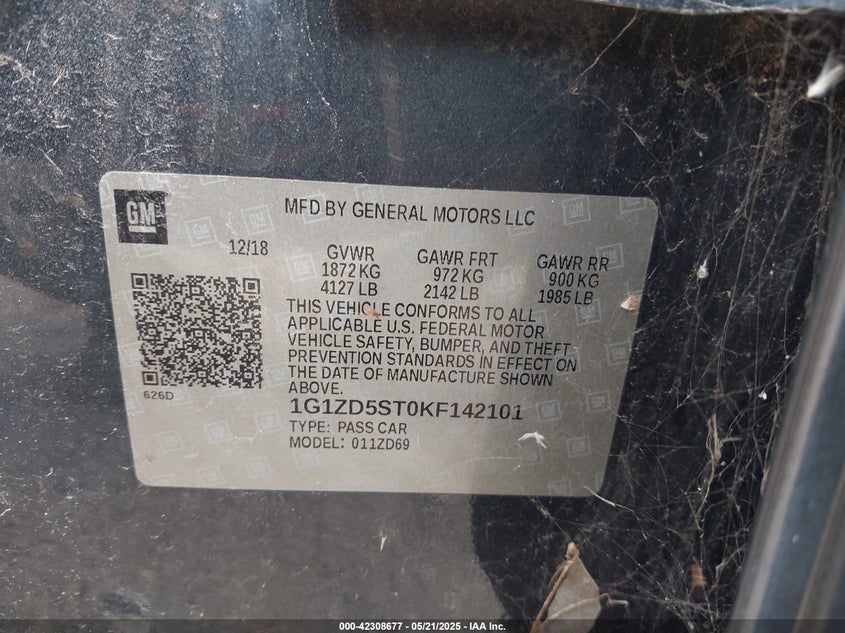 GM
MFD BY GENERAL MOTORS LLC
12/18
GVWR
1872 KG
4127 LB
GAWR FRT
972 KG
2142 LB
GAWR RR
900 KG
1985 LB
THIS VEHICLE CONFORMS TO ALL
APPLICABLE U.S. FEDERAL MOTOR
VEHICLE SAFETY, BUMPER, AND THEFT
PREVENTION STANDARDS IN EFFECT ON
THE DATE OF MANUFACTURE SHOWN
ABOVE.
626D
1G1ZD5ST0KF142101
TYPE: PASS CAR
MODEL: 011ZD69
000-42308677 - 05/21/2025 - IAA Inc.